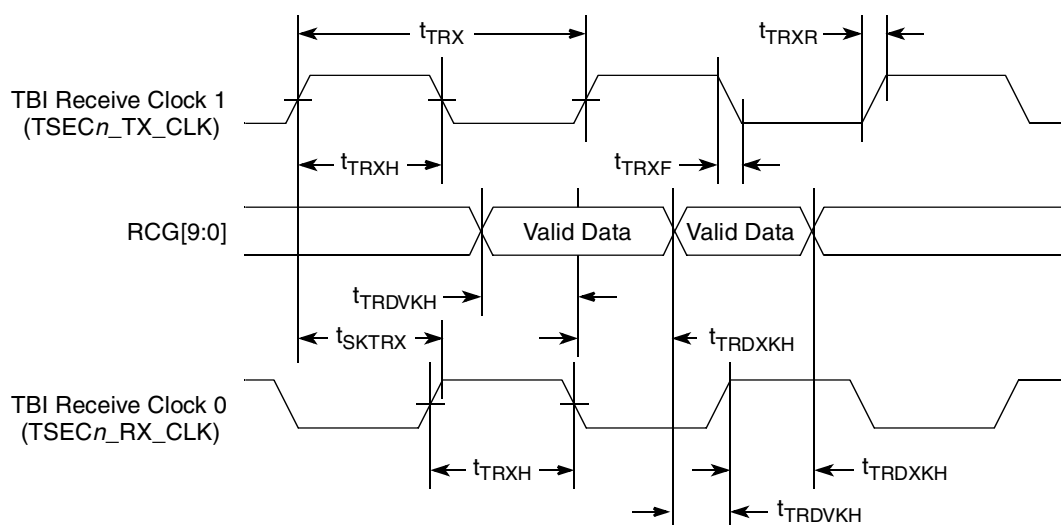 tTRX
tTRXR
TBI Receive Clock 1
(TSECn_TX_CLK)
tTRXH
tTRXF
RCG[9:0]
Valid Data
Valid Data
tTRDVKH
tSKTRX
tTRDXKH
TBI Receive Clock 0
(TSECn_RX_CLK)
tTRXH
tTRDXKH
tTRDVKH